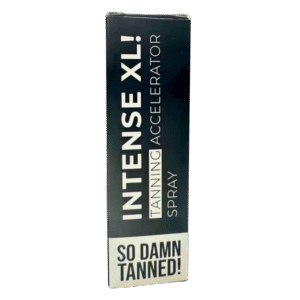 INTENSE XL!
TANNING ACCELERATOR
SPRAY
SO DAMN
TANNED!